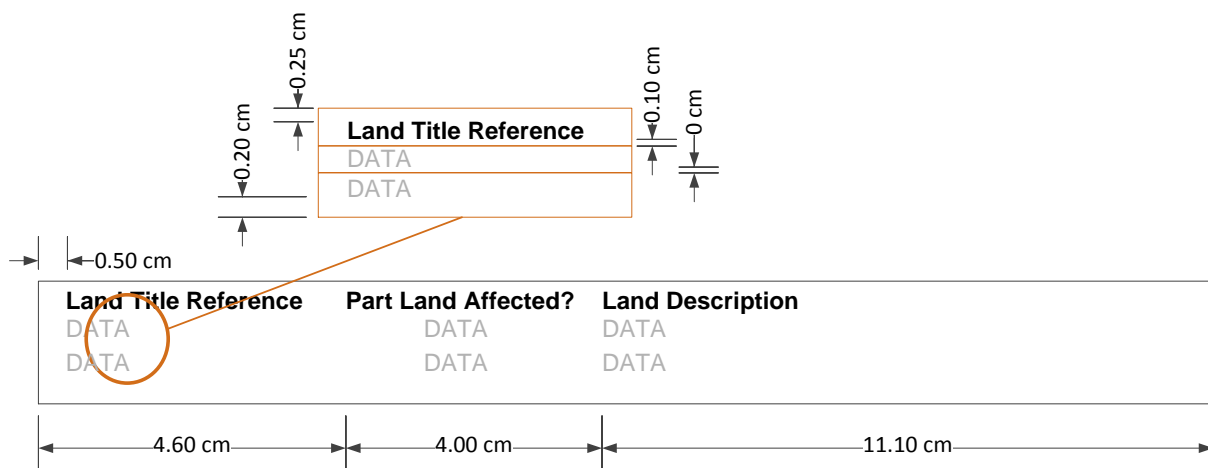 0.25 cm
0.10 cm
0 cm
0.20 cm
Land Title Reference
DATA
DATA
0.50 cm
Land Title Reference Part Land Affected? Land Description
DATA DATA DATA
DATA DATA DATA
4.60 cm 4.00 cm 11.10 cm